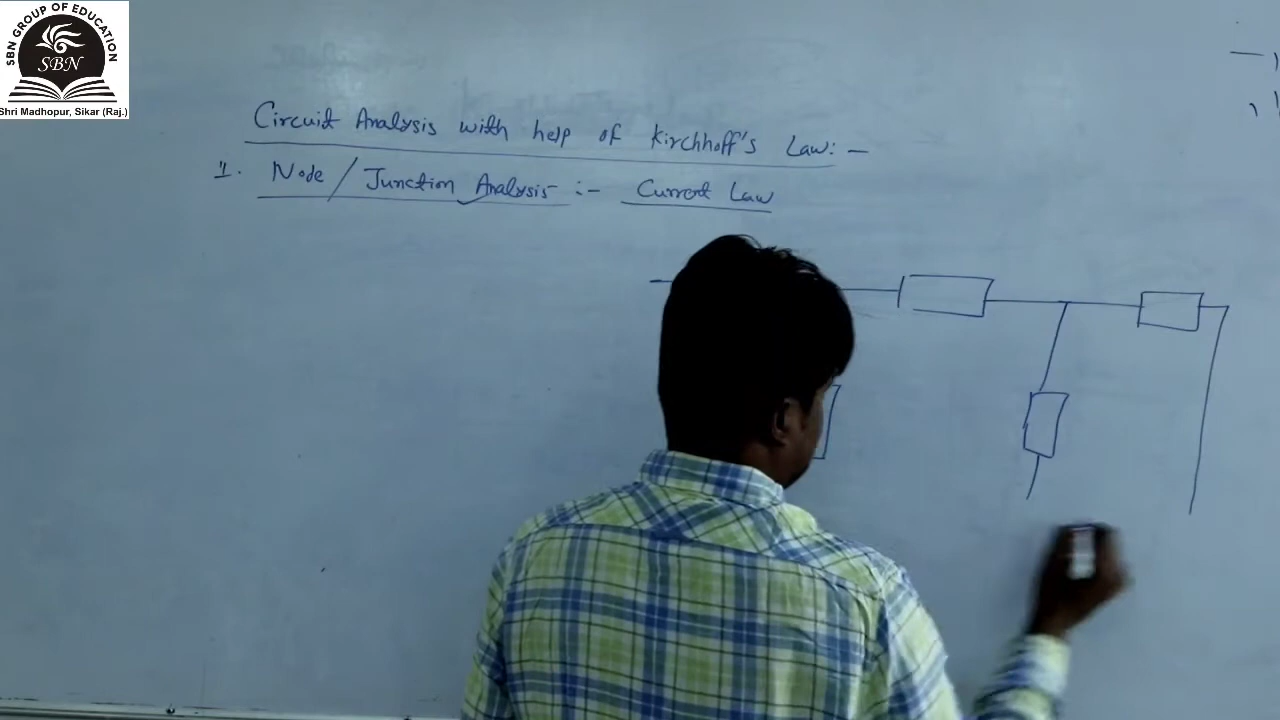 SBN GROUP OF EDUCATION
SBN
Shri Madhopur, Sikar (Raj.)
Circuit Analysis with help of Kirchhoff's Law:-
1. Node / Junction Analysis :- Current Law